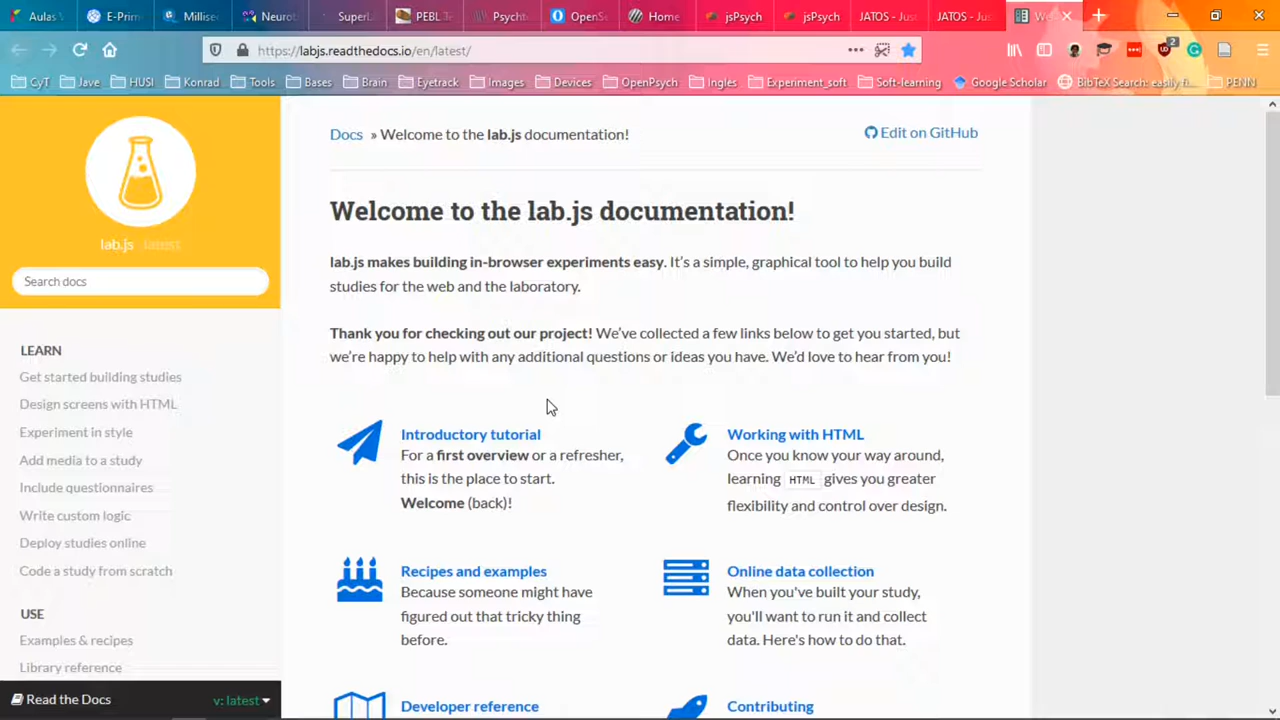 Aulas E-Prim Millise Neurob SuperL PEBL Te Psycht OpenSe Home jsPsych jsPsych JATOS - Jus JATOS - Jus We
https://labjs.readthedocs.io/en/latest/
2
CyT Jave HUSI Konrad Tools Bases Brain Eyetrack Images Devices OpenPsych Ingles Experiment_soft Soft-learning Google Scholar BibTeX Search: easily fi... PENN
lab.js latest
Search docs
LEARN
Get started building studies
Design screens with HTML
Experiment in style
Add media to a study
Include questionnaires
Write custom logic
Deploy studies online
Code a study from scratch
USE
Examples & recipes
Library reference
Read the Docs v: latest
Docs » Welcome to the lab.js documentation!
Edit on GitHub
Welcome to the lab.js documentation!
lab.js makes building in-browser experiments easy. It's a simple, graphical tool to help you build
studies for the web and the laboratory.
Thank you for checking out our project! We've collected a few links below to get you started, but
we're happy to help with any additional questions or ideas you have. We'd love to hear from you!
Introductory tutorial
For a first overview or a refresher,
this is the place to start.
Welcome (back)!
Working with HTML
Once you know your way around,
learning HTML gives you greater
flexibility and control over design.
Recipes and examples
Because someone might have
figured out that tricky thing
before.
Online data collection
When you've built your study,
you'll want to run it and collect
data. Here's how to do that.
Developer reference
Contributing